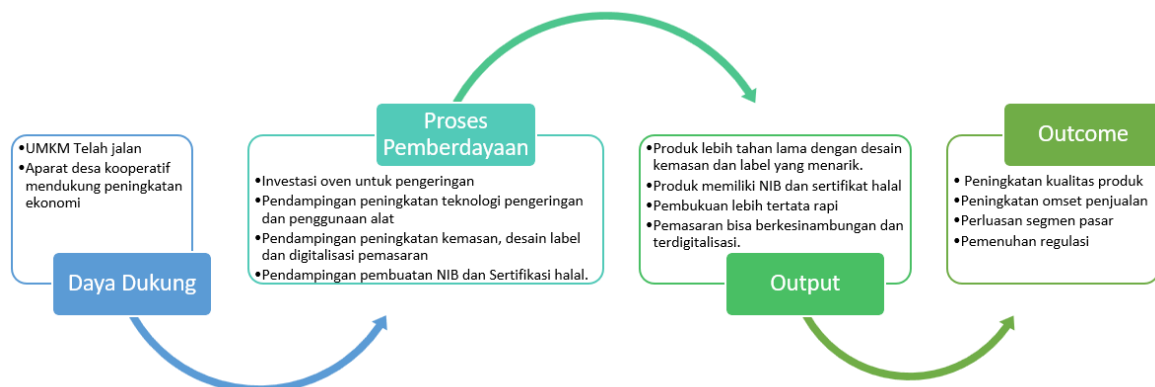 •UMKM Telah jalan
•Aparat desa kooperatif
mendukung peningkatan
ekonomi
Daya Dukung
Proses
Pemberdayaan
•Investasi oven untuk pengeringan
•Pendampingan peningkatan teknologi pengeringan
dan penggunaan alat
•Pendampingan peningkatan kemasan, desain label
dan digitalisasi pemasaran
•Pendampingan pembuatan NIB dan Sertifikasi halal.
•Produk lebih tahan lama dengan desain
kemasan dan label yang menarik.
•Produk memiliki NIB dan sertifikat halal
•Pembukuan lebih tertata rapi
•Pemasaran bisa berkesinambungan dan
terdigitalisasi.
Output
Outcome
• Peningkatan kualitas produk
•Peningkatan omset penjualan
•Perluasan segmen pasar
•Pemenuhan regulasi